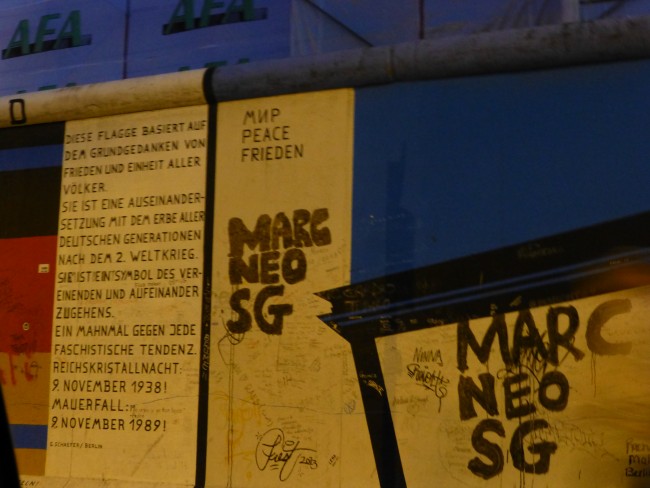 AFA
AFA
DIESE FLAGGE BASIERT AUF
DEM GRUNDGEDANKEN VON
FRIEDEN UND EINHEIT ALLER
VÖLKER.
SIE IST EINE AUSEINANDER-
SETZUNG MIT DEM ERBE ALLER
DEUTSCHEN GENERATIONEN
NACH DEM 2. WELTKRIEG.
SIE IST EIN SYMBOL DES VER-
EINENDEN UND AUFEINANDER
ZUGEHENS.
EIN MAHNMAL GEGEN JEDE
FASCHISTISCHE TENDENZ.
REICHSKRISTALLNACHT:
9. NOVEMBER 1938!
MAUERFALL:
9. NOVEMBER 1989!
МИР
PEACE
FRIEDEN
MARC
NEO
SG
MARC
NEO
SG
NINNA